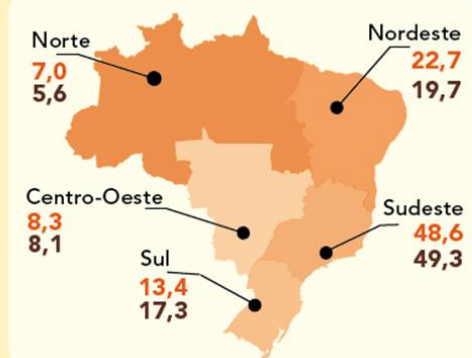 Norte
7,0
5,6
Nordeste
22,7
19,7
Centro-Oeste
8,3
8,1
Sudeste
48,6
49,3
Sul
13,4
17,3